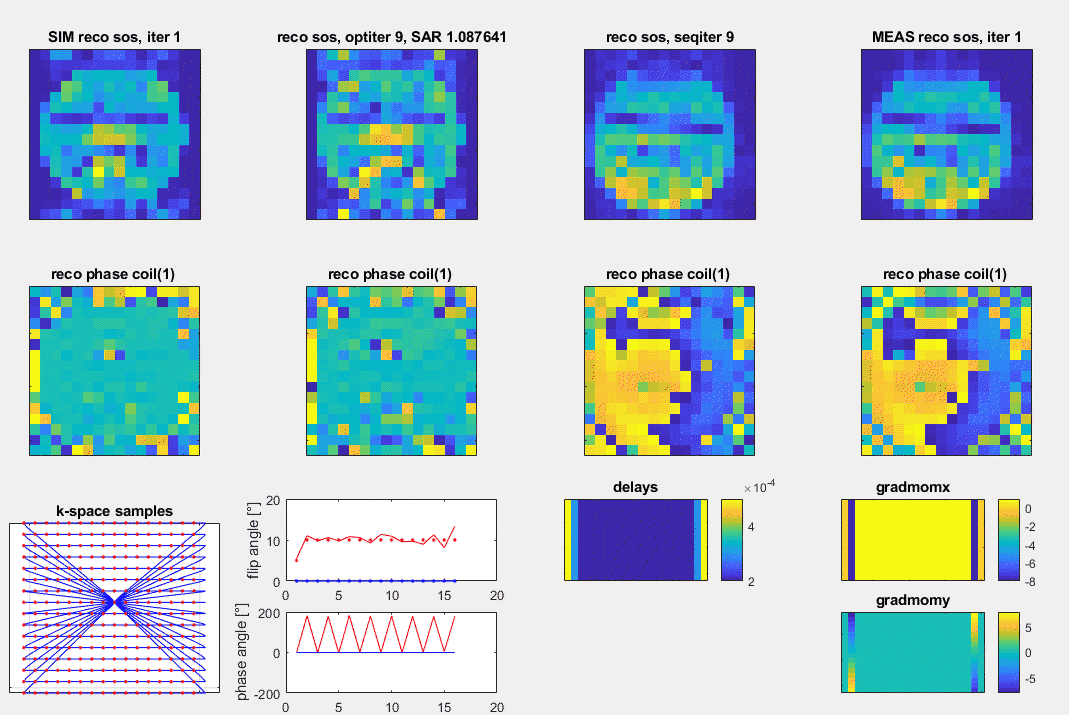 SIM reco sos, iter 1
reco sos, optiter 9, SAR 1.087641
reco sos, seqiter 9
MEAS reco sos, iter 1
reco phase coil(1)
reco phase coil(1)
reco phase coil(1)
reco phase coil(1)
k-space samples
flip angle [°]
20
10
0
0 5 10 15 20
phase angle [°]
200
0
-200
0 5 10 15 20
delays
×10⁻⁴
4
2
gradmomx
0
-2
-4
-6
-8
gradmomy
5
0
-5